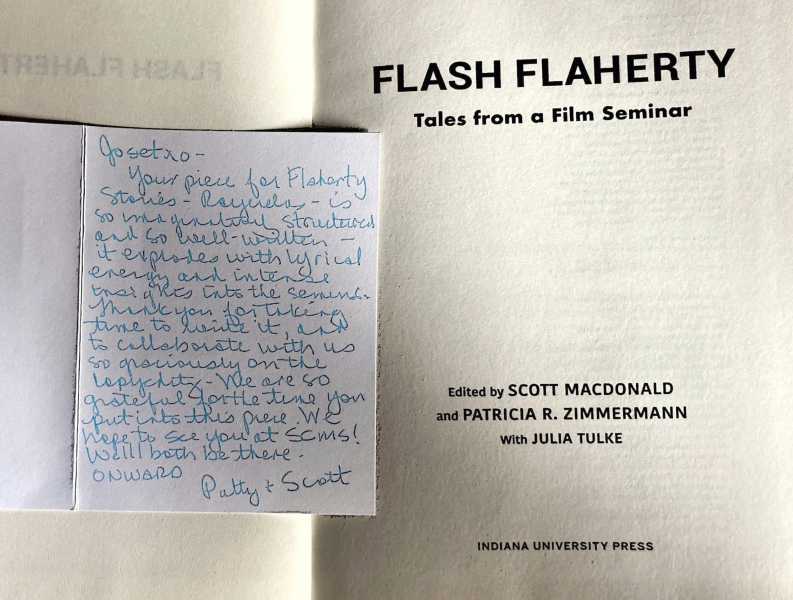 FLASH FLAHERTY
Josetxo -
Your piece for Flaherty
Stories - Rayuela - is
so imaginatively structured
and so well-written -
it explodes with lyrical
energy and intense
insights into the seminar.
Thank you for taking
time to write it, and
to collaborate with us
so graciously on the
copyedits. We are so
grateful for the time you
put into this piece. We
hope to see you at SCMS!
We'll both be there.
ONWARD
Patty + Scott
FLASH FLAHERTY
Tales from a Film Seminar
Edited by SCOTT MACDONALD
and PATRICIA R. ZIMMERMANN
With JULIA TULKE
INDIANA UNIVERSITY PRESS